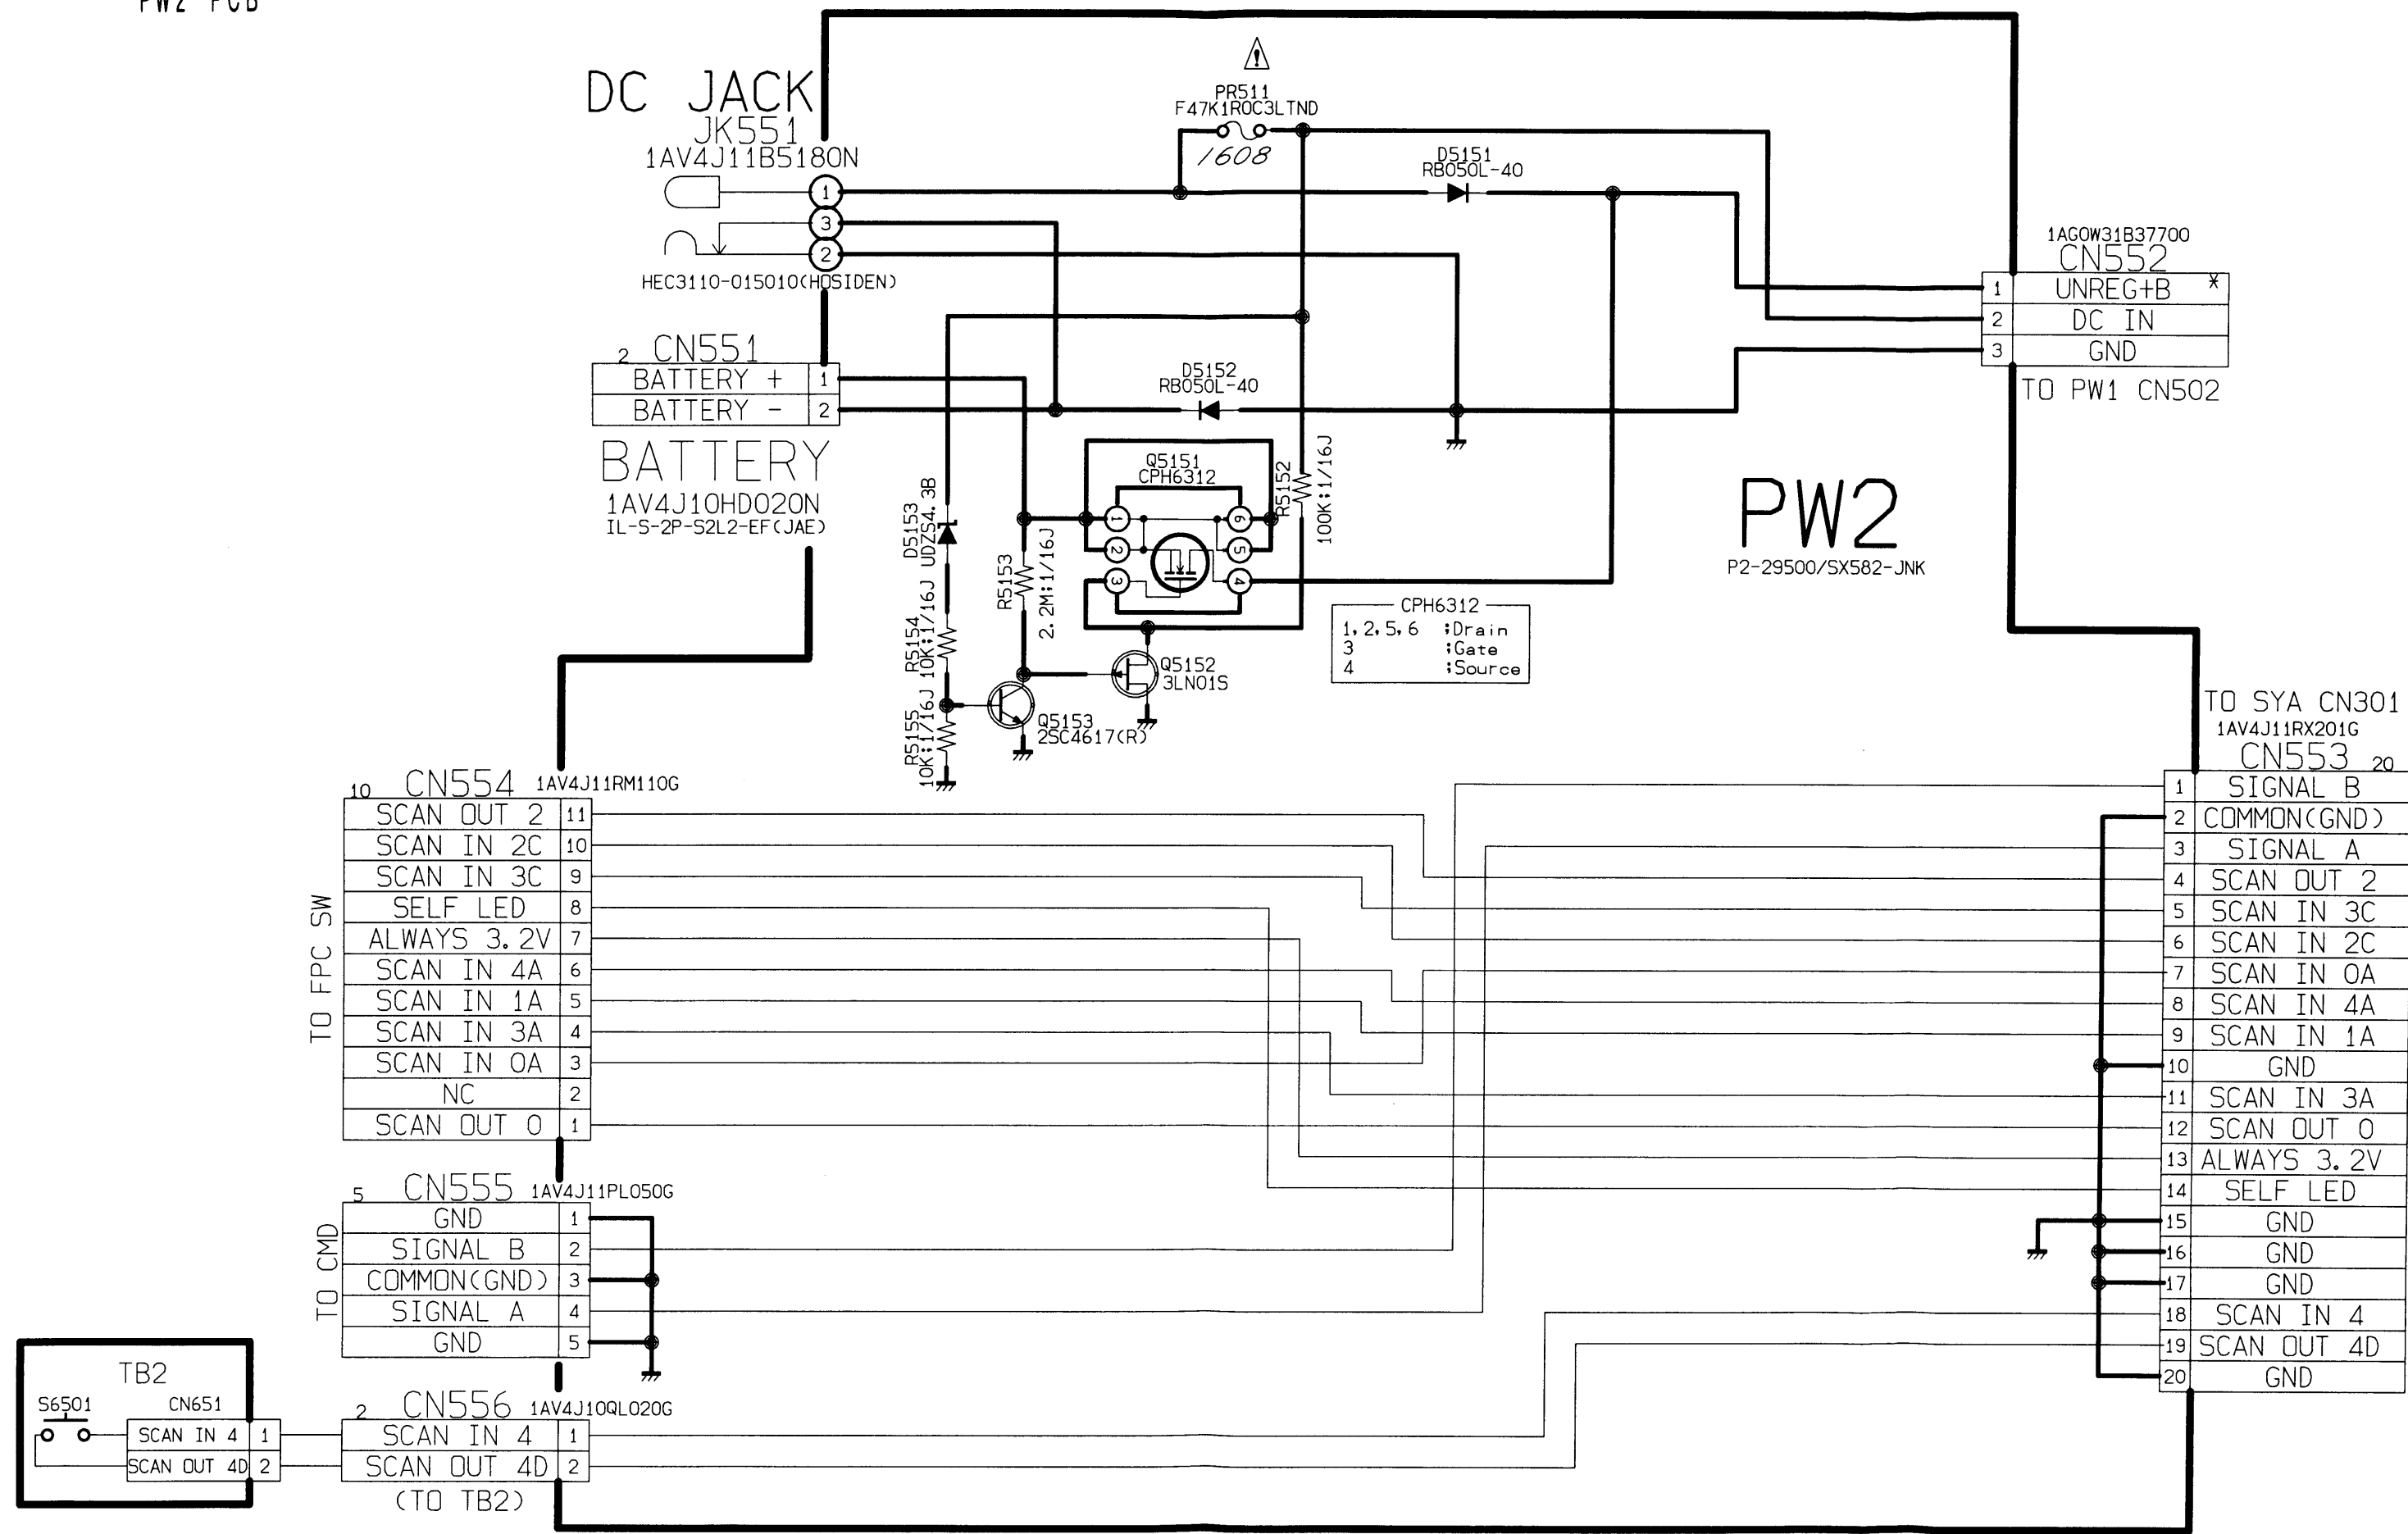 PW2 PCB
DC JACK
JK551
1AV4J11B5180N
1
3
2
HEC3110-015010(HOSIDEN)
PR511
F47K1R0C3LTND
1608
D5151
RB050L-40
1AG0W31B37700
CN552
1 UNREG+B *
2 DC IN
3 GND
TO PW1 CN502
2 CN551
BATTERY + 1
BATTERY - 2
BATTERY
1AV4J10HD020N
IL-S-2P-S2L2-EF(JAE)
D5152
RB050L-40
Q5151
CPH6312
1
2
3
6
5
4
R5152
100K;1/16J
D5153
UDZS4.3B
R5153
2.2M;1/16J
R5154
10K;1/16J
R5155
10K;1/16J
Q5153
2SC4617(R)
Q5152
3LN01S
CPH6312
1,2,5,6 ;Drain
3 ;Gate
4 ;Source
PW2
P2-29500/SX582-JNK
10 CN554 1AV4J11RM110G
TO FPC SW
SCAN OUT 2 11
SCAN IN 2C 10
SCAN IN 3C 9
SELF LED 8
ALWAYS 3.2V 7
SCAN IN 4A 6
SCAN IN 1A 5
SCAN IN 3A 4
SCAN IN 0A 3
NC 2
SCAN OUT 0 1
5 CN555 1AV4J11PL050G
TO CMD
GND 1
SIGNAL B 2
COMMON(GND) 3
SIGNAL A 4
GND 5
2 CN556 1AV4J10QL020G
SCAN IN 4 1
SCAN OUT 4D 2
(TO TB2)
TB2
S6501
CN651
SCAN IN 4 1
SCAN OUT 4D 2
TO SYA CN301
1AV4J11RX201G
CN553 20
1 SIGNAL B
2 COMMON(GND)
3 SIGNAL A
4 SCAN OUT 2
5 SCAN IN 3C
6 SCAN IN 2C
7 SCAN IN 0A
8 SCAN IN 4A
9 SCAN IN 1A
10 GND
11 SCAN IN 3A
12 SCAN OUT 0
13 ALWAYS 3.2V
14 SELF LED
15 GND
16 GND
17 GND
18 SCAN IN 4
19 SCAN OUT 4D
20 GND